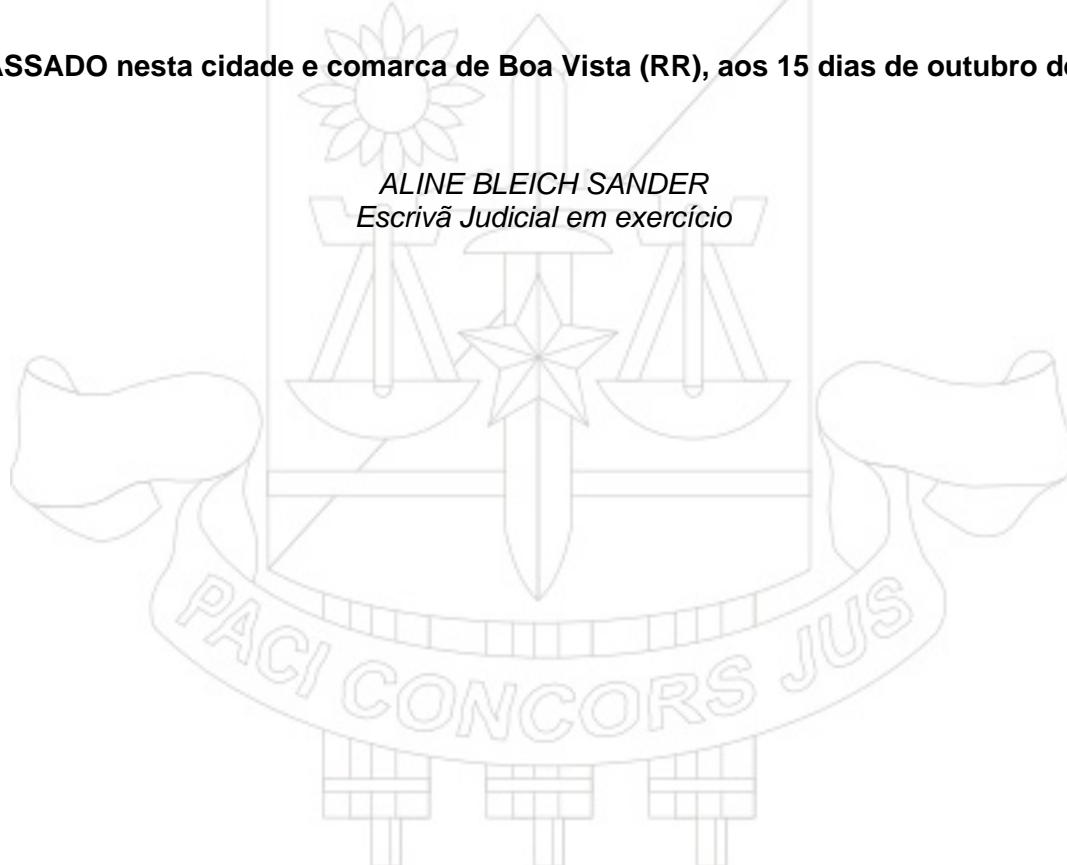 ASSADO nesta cidade e comarca de Boa Vista (RR), aos 15 dias de outubro de
ALINE BLEICH SANDER
Escrivã Judicial em exercício
PACI CONCORS JUS